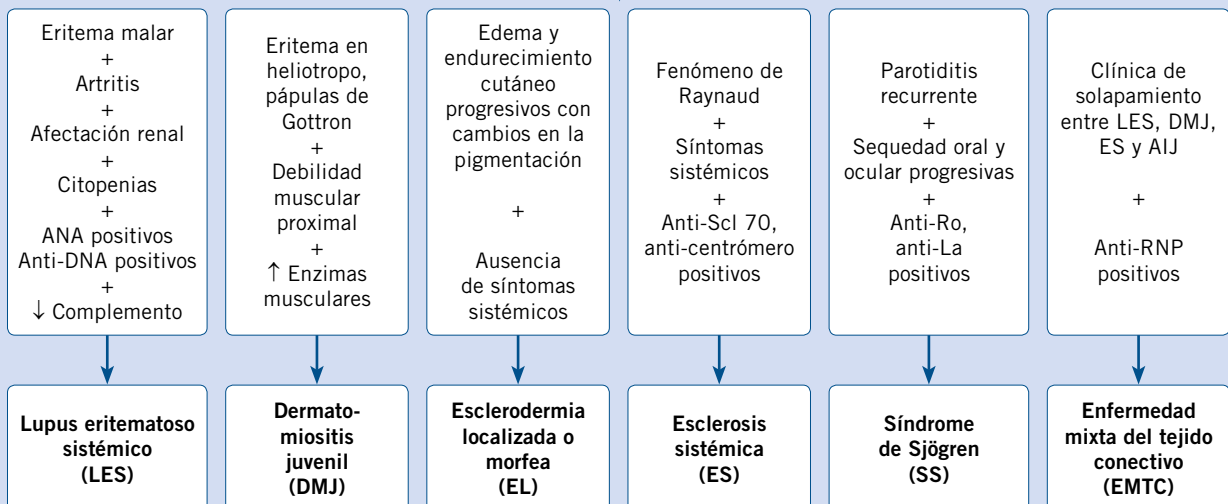 Eritema malar
+
Artritis
+
Afectación renal
+
Citopenias
+
ANA positivos
Anti-DNA positivos
+
↓ Complemento
Lupus eritematoso
sistémico
(LES)
Eritema en
heliotropo,
pápulas de
Gottron
+
Debilidad
muscular
proximal
+
↑ Enzimas
musculares
Dermato-
miositis
juvenil
(DMJ)
Edema y
endurecimiento
cutáneo
progresivos con
cambios en la
pigmentación
+
Ausencia
de síntomas
sistémicos
Esclerodermia
localizada o
morfea (EL)
Fenómeno de
Raynaud
+
Síntomas
sistémicos
+
Anti-Scl 70,
anti-centrómero
positivos
Esclerosis
sistémica
(ES)
Parotiditis
recurrente
+
Sequedad oral y
ocular progresivas
+
Anti-Ro,
anti-La
positivos
Síndrome
de Sjögren
(SS)
Clínica de
solapamiento
entre LES, DMJ,
ES y AIJ
+
Anti-RNP
positivos
Enfermedad
mixta del tejido
conectivo
(EMTC)